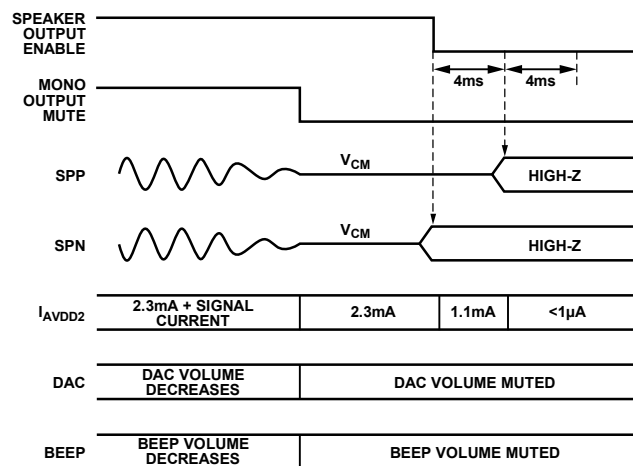 SPEAKER
OUTPUT
ENABLE
4ms
4ms
MONO
OUTPUT
MUTE
SPP
VCM
HIGH-Z
SPN
VCM
HIGH-Z
IAVDD2
2.3mA + SIGNAL
CURRENT
2.3mA
1.1mA
<1µA
DAC
DAC VOLUME
DECREASES
DAC VOLUME MUTED
BEEP
BEEP VOLUME
DECREASES
BEEP VOLUME MUTED